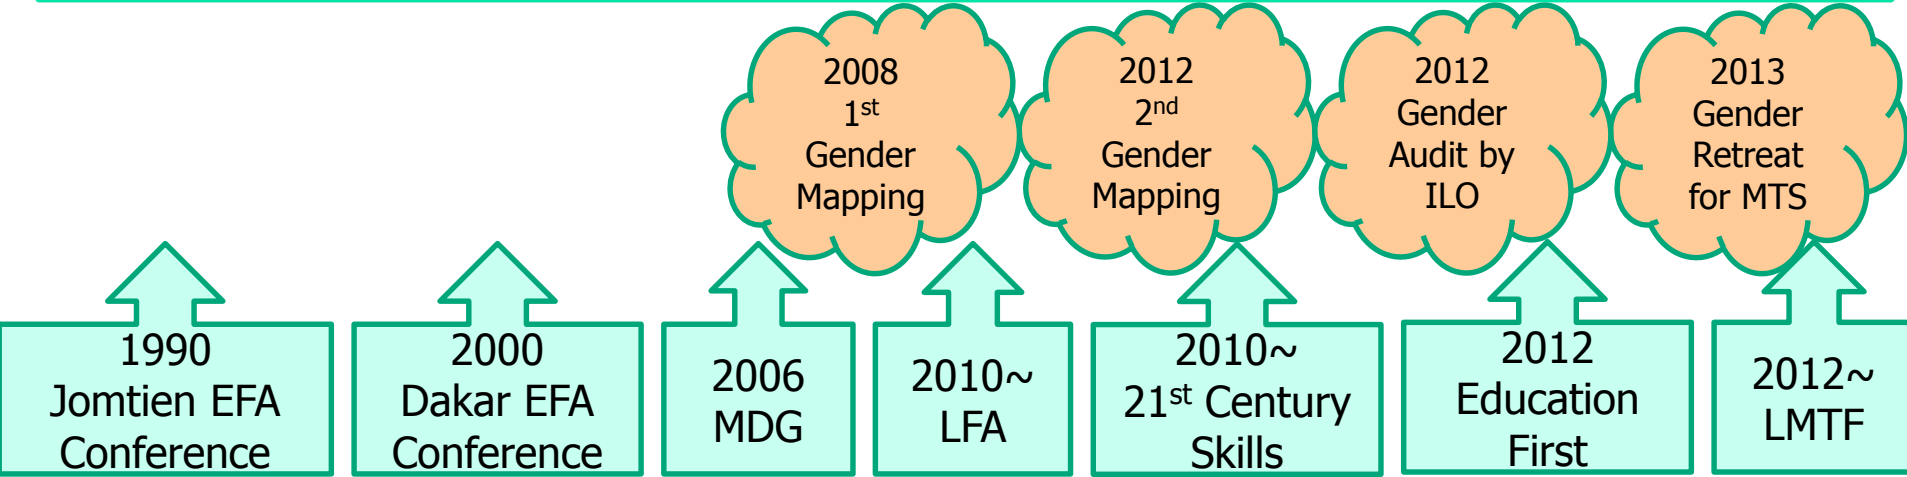 2008
1st
Gender
Mapping
2012
2nd
Gender
Mapping
2012
Gender
Audit by
ILO
2013
Gender
Retreat
for MTS
1990
Jomtien EFA
Conference
2000
Dakar EFA
Conference
2006
MDG
2010~
LFA
2010~
21st Century
Skills
2012
Education
First
2012~
LMTF